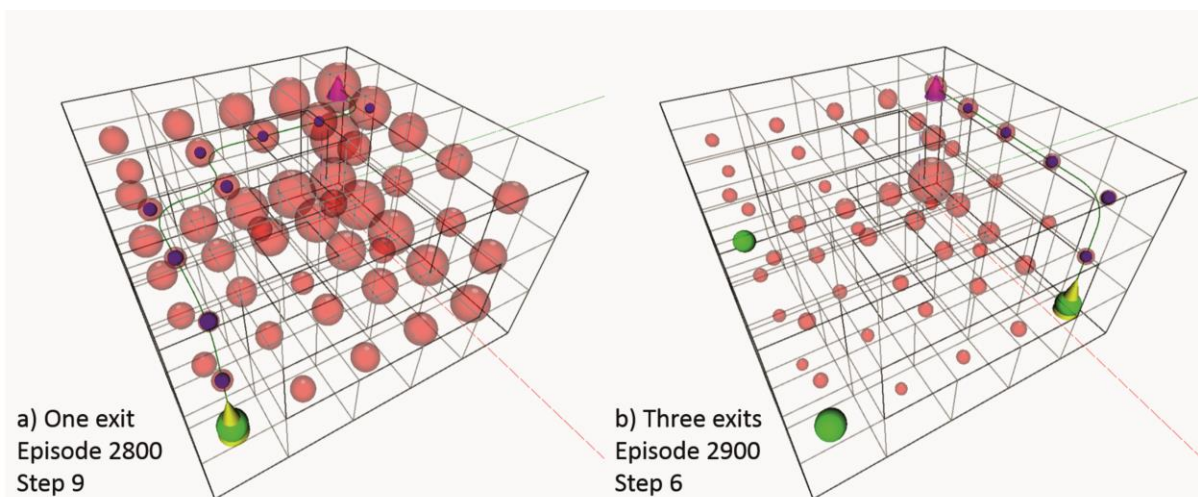 a) One exit
Episode 2800
Step 9
b) Three exits
Episode 2900
Step 6